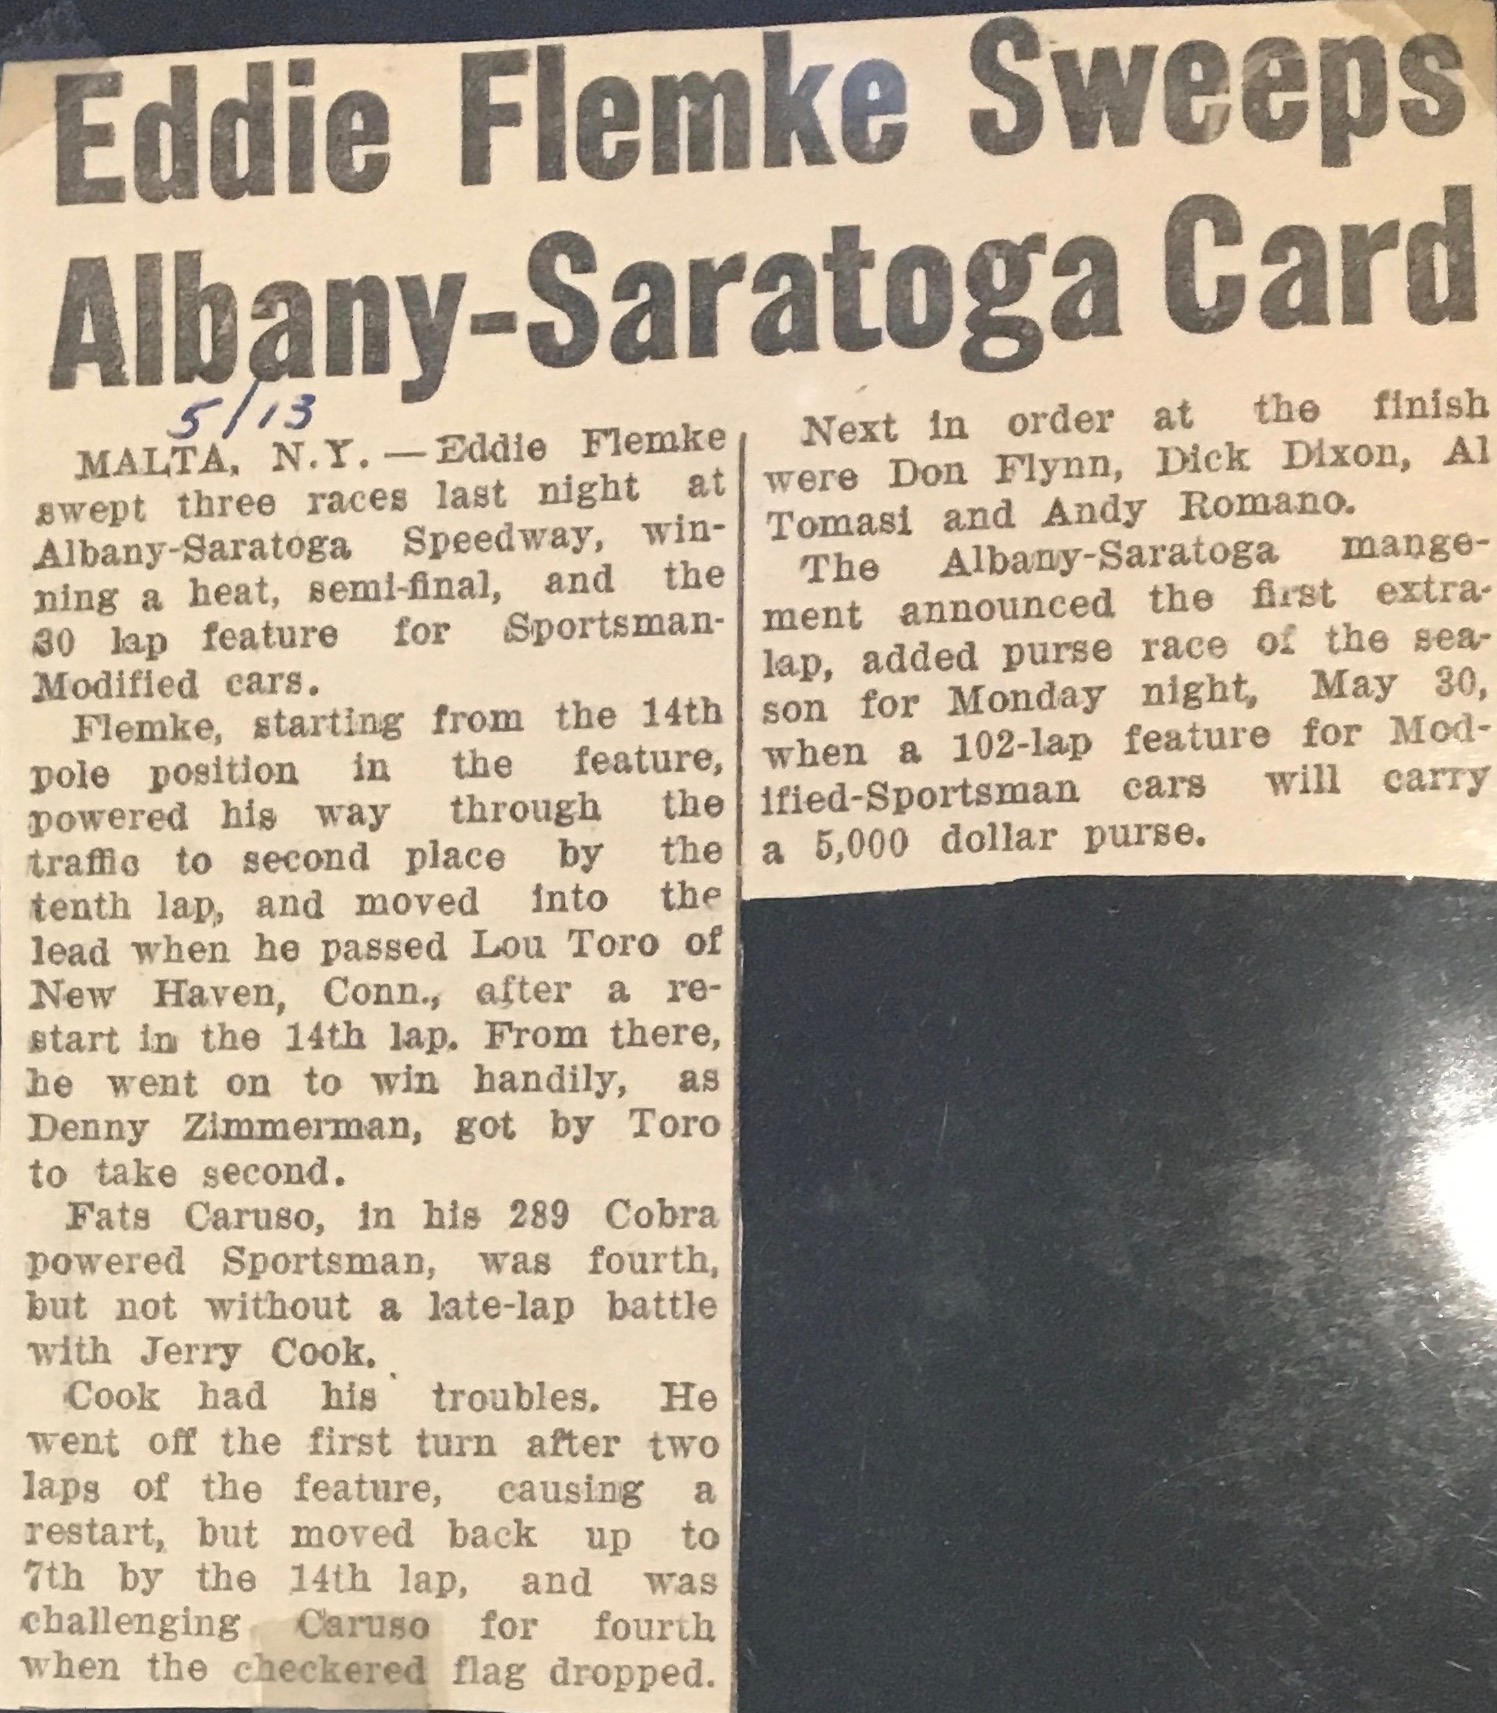 Eddie Flemke Sweeps
Albany-Saratoga Card
5/13
MALTA, N.Y. — Eddie Flemke
swept three races last night at
Albany-Saratoga Speedway, win-
ning a heat, semi-final, and the
30 lap feature for Sportsman-
Modified cars.
Flemke, starting from the 14th
pole position in the feature,
powered his way through the
traffic to second place by the
tenth lap, and moved into the
lead when he passed Lou Toro of
New Haven, Conn., after a re-
start in the 14th lap. From there,
he went on to win handily, as
Denny Zimmerman, got by Toro
to take second.
Fats Caruso, in his 289 Cobra
powered Sportsman, was fourth,
but not without a late-lap battle
with Jerry Cook.
Cook had his troubles. He
went off the first turn after two
laps of the feature, causing a
restart, but moved back up to
7th by the 14th lap, and was
challenging Caruso for fourth
when the checkered flag dropped.
Next in order at the finish
were Don Flynn, Dick Dixon, Al
Tomasi and Andy Romano.
The Albany-Saratoga mange-
ment announced the first extra-
lap, added purse race of the sea-
son for Monday night, May 30,
when a 102-lap feature for Mod-
ified-Sportsman cars will carry
a 5,000 dollar purse.